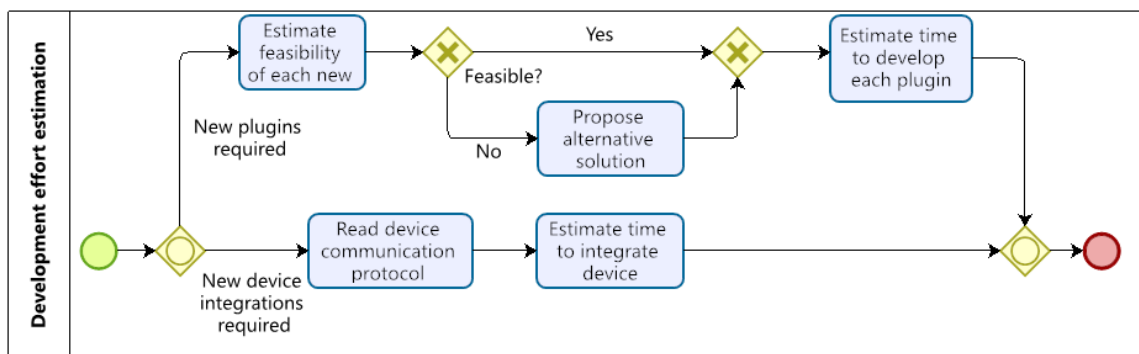 Development effort estimation
Estimate
feasibility
of each new
Yes
Feasible?
Estimate time
to develop
each plugin
New plugins
required
No
Propose
alternative
solution
Read device
communication
protocol
Estimate time
to integrate
device
New device
integrations
required